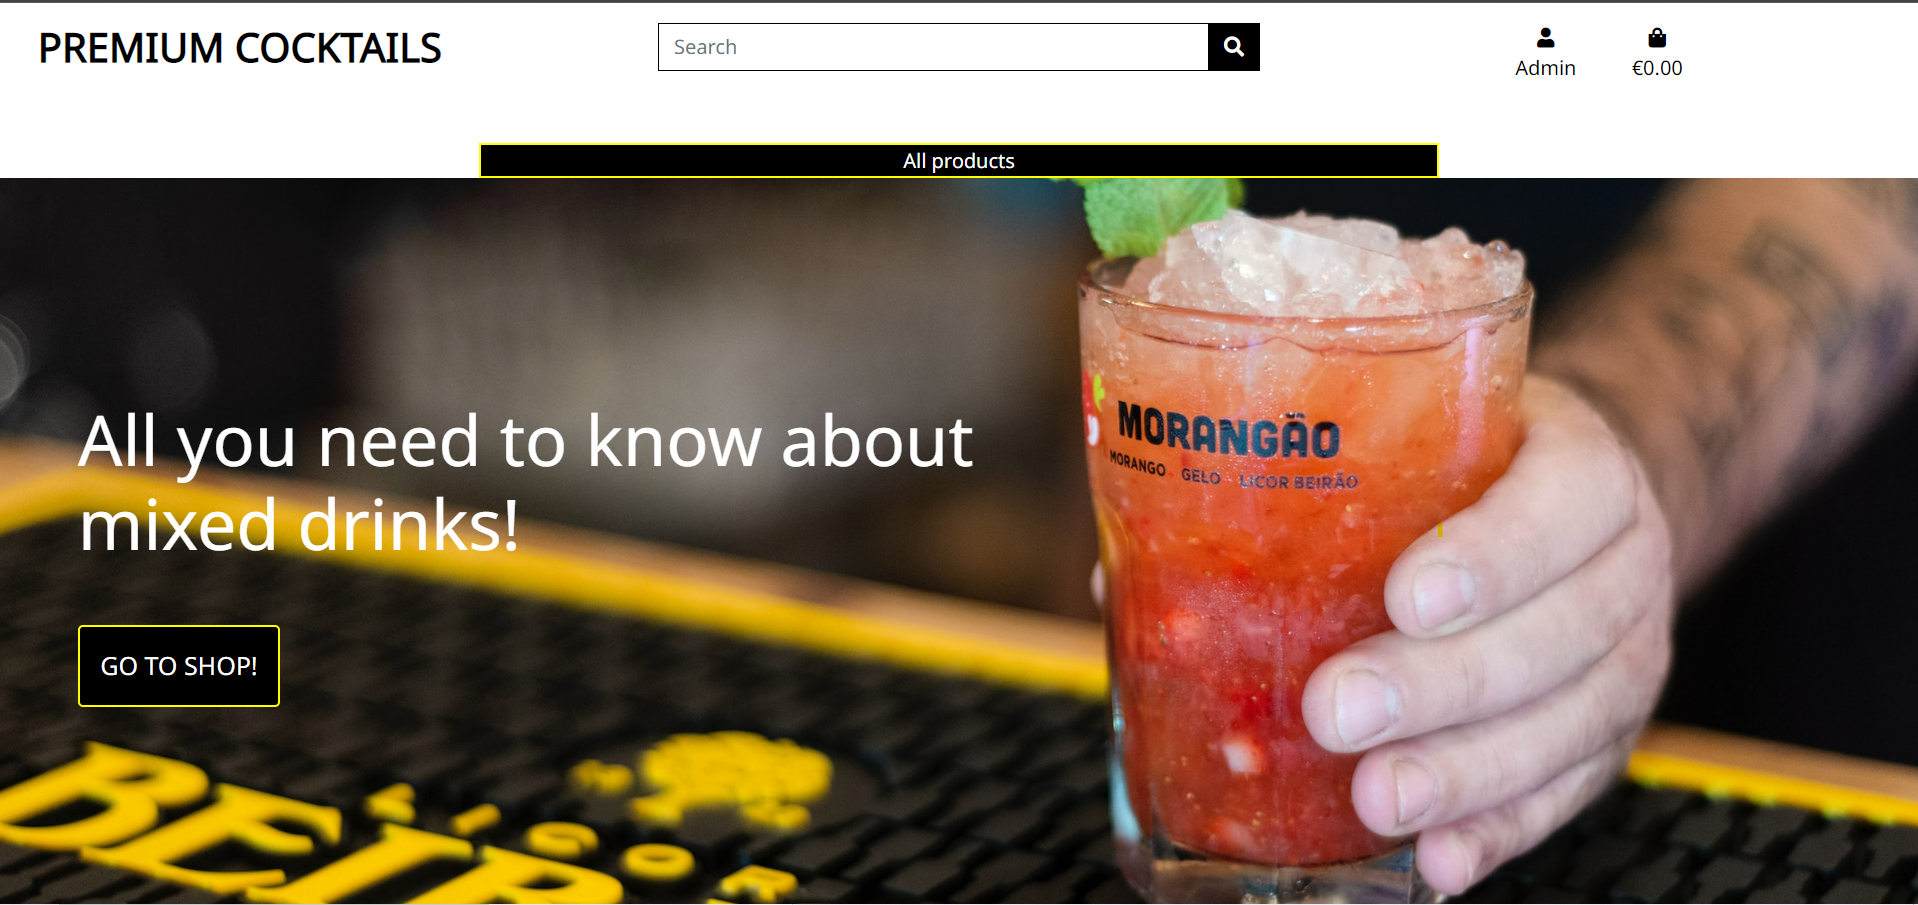 PREMIUM COCKTAILS
Search
Admin
€0.00
All products
All you need to know about
mixed drinks!
GO TO SHOP!
MORANGÃO
MORANGO GELO LICOR BEIRÃO
LICOR
BEIR